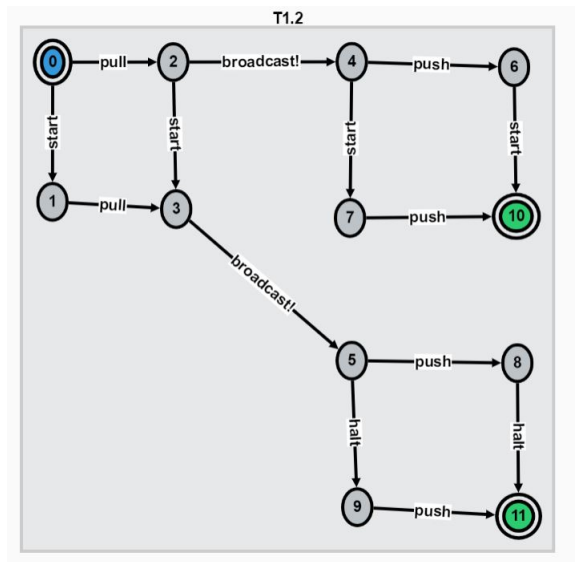 T1.2
0 pull 2 broadcast! 4 push 6
start start start start
1 pull 3 7 push 10
broadcast!
5 push 8
halt halt
9 push 11